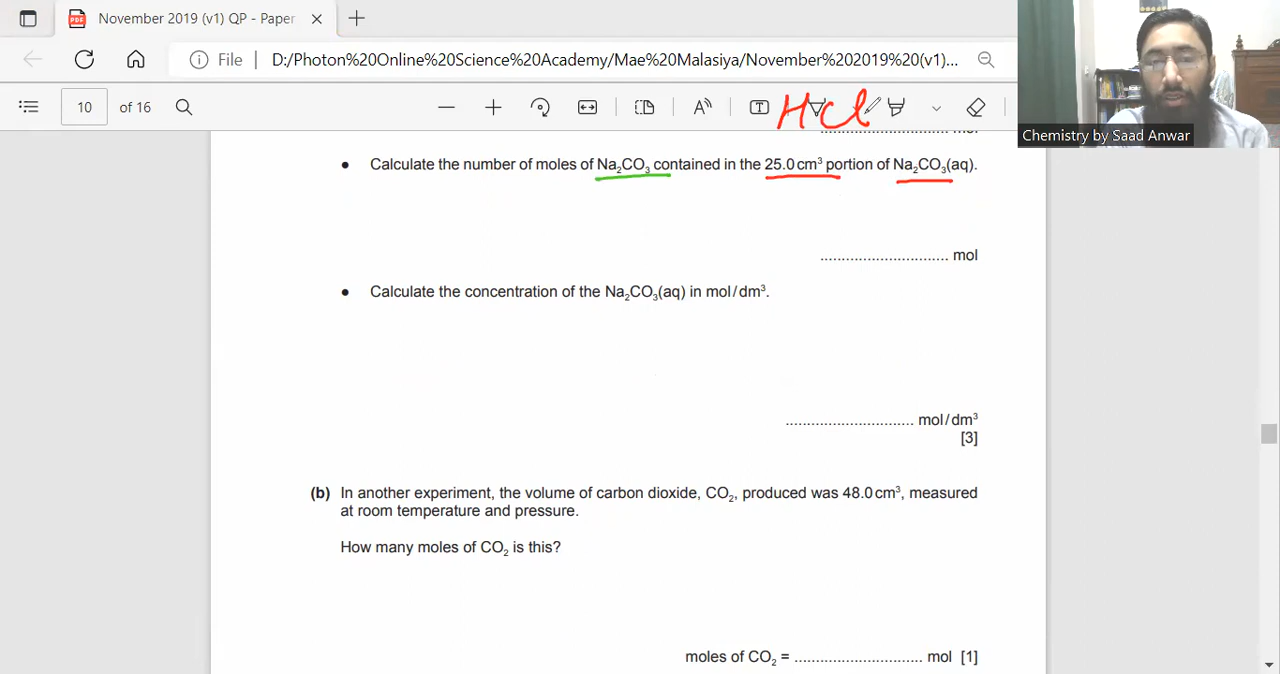 November 2019 (v1) QP - Paper
File
D:/Photon%20Online%20Science%20Academy/Mae%20Malasiya/November%202019%20(v1)...
10 of 16
HCl
mol
• Calculate the number of moles of Na₂CO₃ contained in the 25.0 cm³ portion of Na₂CO₃(aq).
.............................. mol
• Calculate the concentration of the Na₂CO₃(aq) in mol/dm³.
.............................. mol/dm³
[3]
(b) In another experiment, the volume of carbon dioxide, CO₂, produced was 48.0 cm³, measured
at room temperature and pressure.
How many moles of CO₂ is this?
moles of CO₂ = .............................. mol [1]
Chemistry by Saad Anwar